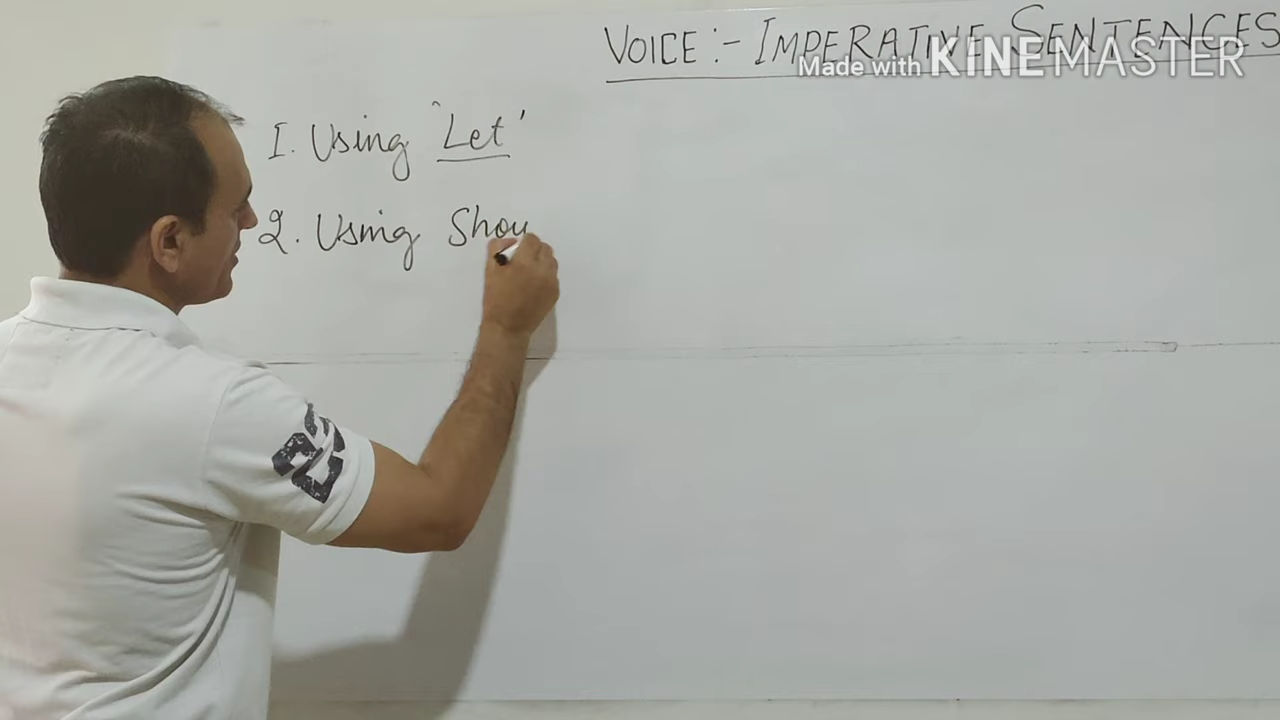 VOICE :- IMPERATIVE SENTENCES
Made with KINEMASTER
1. Using 'Let'
2. Using Shou